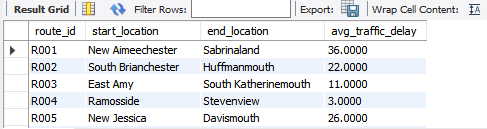 Result Grid Filter Rows: Export: Wrap Cell Content:
route_id start_location end_location avg_traffic_delay
R001 New Aimeechester Sabrinaland 36.0000
R002 South Brianchester Huffmanmouth 22.0000
R003 East Amy South Katherinemouth 11.0000
R004 Ramosside Stevenview 3.0000
R005 New Jessica Davismouth 26.0000